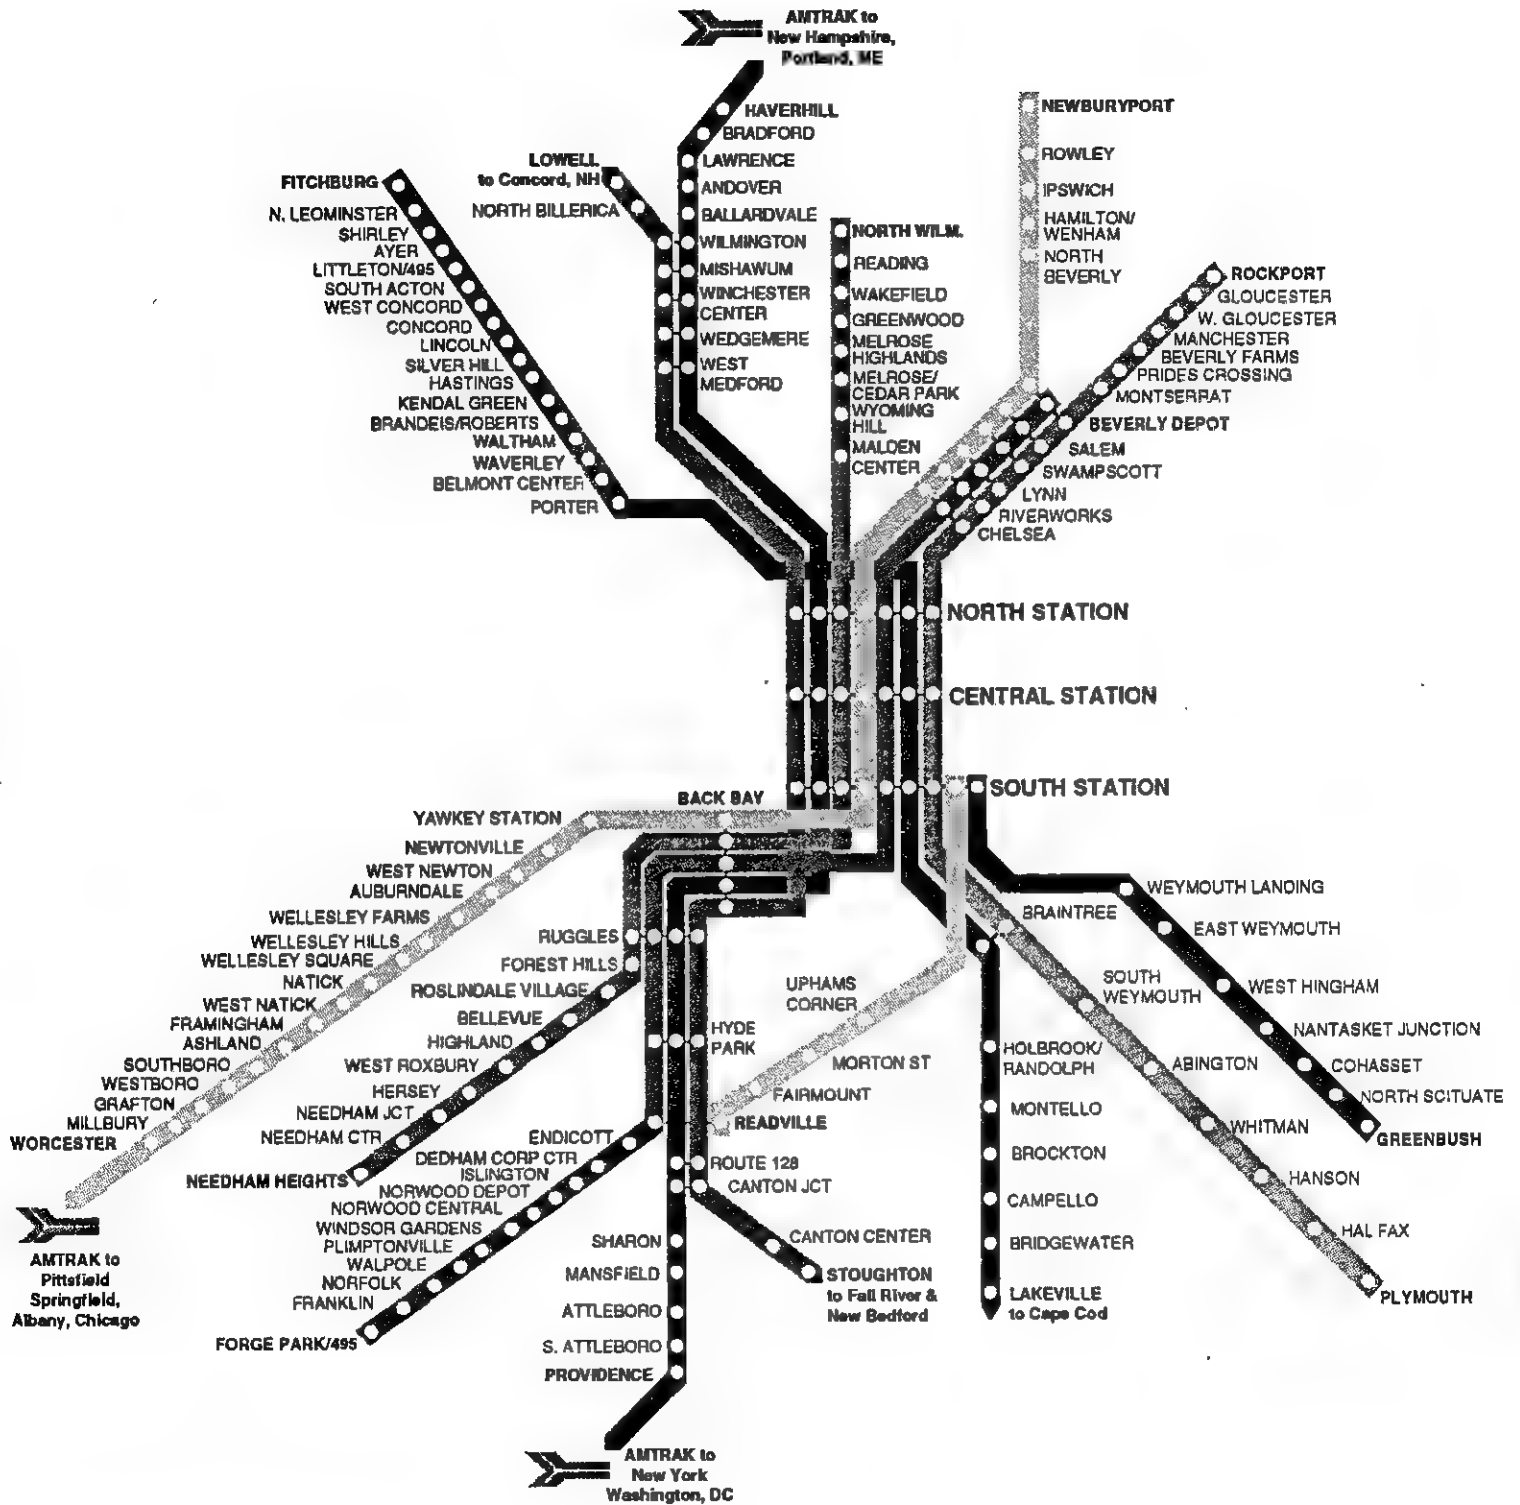 AMTRAK to
New Hampshire,
Portland, ME
HAVERHILL
BRADFORD
LAWRENCE
ANDOVER
BALLARDVALE
WILMINGTON
MISHAWUM
WINCHESTER
CENTER
WEDGEMERE
WEST
MEDFORD
LOWELL
to Concord, NH
NORTH BILLERICA
FITCHBURG
N. LEOMINSTER
SHIRLEY
AYER
LITTLETON/495
SOUTH ACTON
WEST CONCORD
CONCORD
LINCOLN
SILVER HILL
HASTINGS
KENDAL GREEN
BRANDEIS/ROBERTS
WALTHAM
WAVERLEY
BELMONT CENTER
PORTER
NORTH WILM.
READING
WAKEFIELD
GREENWOOD
MELROSE
HIGHLANDS
MELROSE/
CEDAR PARK
WYOMING
HILL
MALDEN
CENTER
NEWBURYPORT
ROWLEY
IPSWICH
HAMILTON/
WENHAM
NORTH
BEVERLY
ROCKPORT
GLOUCESTER
W. GLOUCESTER
MANCHESTER
BEVERLY FARMS
PRIDES CROSSING
MONTSERRAT
BEVERLY DEPOT
SALEM
SWAMPSCOTT
LYNN
RIVERWORKS
CHELSEA
NORTH STATION
CENTRAL STATION
SOUTH STATION
BACK BAY
YAWKEY STATION
NEWTONVILLE
WEST NEWTON
AUBURNDALE
WELLESLEY FARMS
WELLESLEY HILLS
WELLESLEY SQUARE
NATICK
WEST NATICK
FRAMINGHAM
ASHLAND
SOUTHBORO
WESTBORO
GRAFTON
MILLBURY
WORCESTER
AMTRAK to
Pittsfield
Springfield,
Albany, Chicago
RUGGLES
FOREST HILLS
ROSLINDALE VILLAGE
BELLEVUE
HIGHLAND
WEST ROXBURY
HERSEY
NEEDHAM JCT
NEEDHAM CTR
NEEDHAM HEIGHTS
HYDE
PARK
ENDICOTT
DEDHAM CORP CTR
ISLINGTON
NORWOOD DEPOT
NORWOOD CENTRAL
WINDSOR GARDENS
PLIMPTONVILLE
WALPOLE
NORFOLK
FRANKLIN
FORGE PARK/495
UPHAMS
CORNER
MORTON ST
FAIRMOUNT
READVILLE
ROUTE 128
CANTON JCT
CANTON CENTER
STOUGHTON
to Fall River &
New Bedford
SHARON
MANSFIELD
ATTLEBORO
S. ATTLEBORO
PROVIDENCE
AMTRAK to
New York
Washington, DC
BRAINTREE
HOLBROOK/
RANDOLPH
MONTELLO
BROCKTON
CAMPELLO
BRIDGEWATER
LAKEVILLE
to Cape Cod
SOUTH
WEYMOUTH
ABINGTON
WHITMAN
HANSON
HAL FAX
PLYMOUTH
WEYMOUTH LANDING
EAST WEYMOUTH
WEST HINGHAM
NANTASKET JUNCTION
COHASSET
NORTH SCITUATE
GREENBUSH